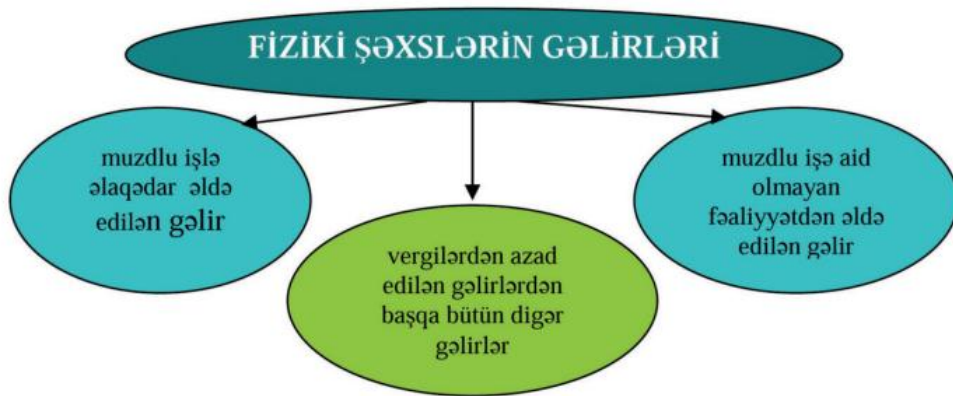 FİZİKİ ŞƏXSLƏRİN GƏLİRLƏRİ
muzdlu işlə
əlaqədar əldə
edilən gəlir
vergilərdən azad
edilən gəlirlərdən
başqa bütün digər
gəlirlər
muzdlu işə aid
olmayan
fəaliyyətdən əldə
edilən gəlir